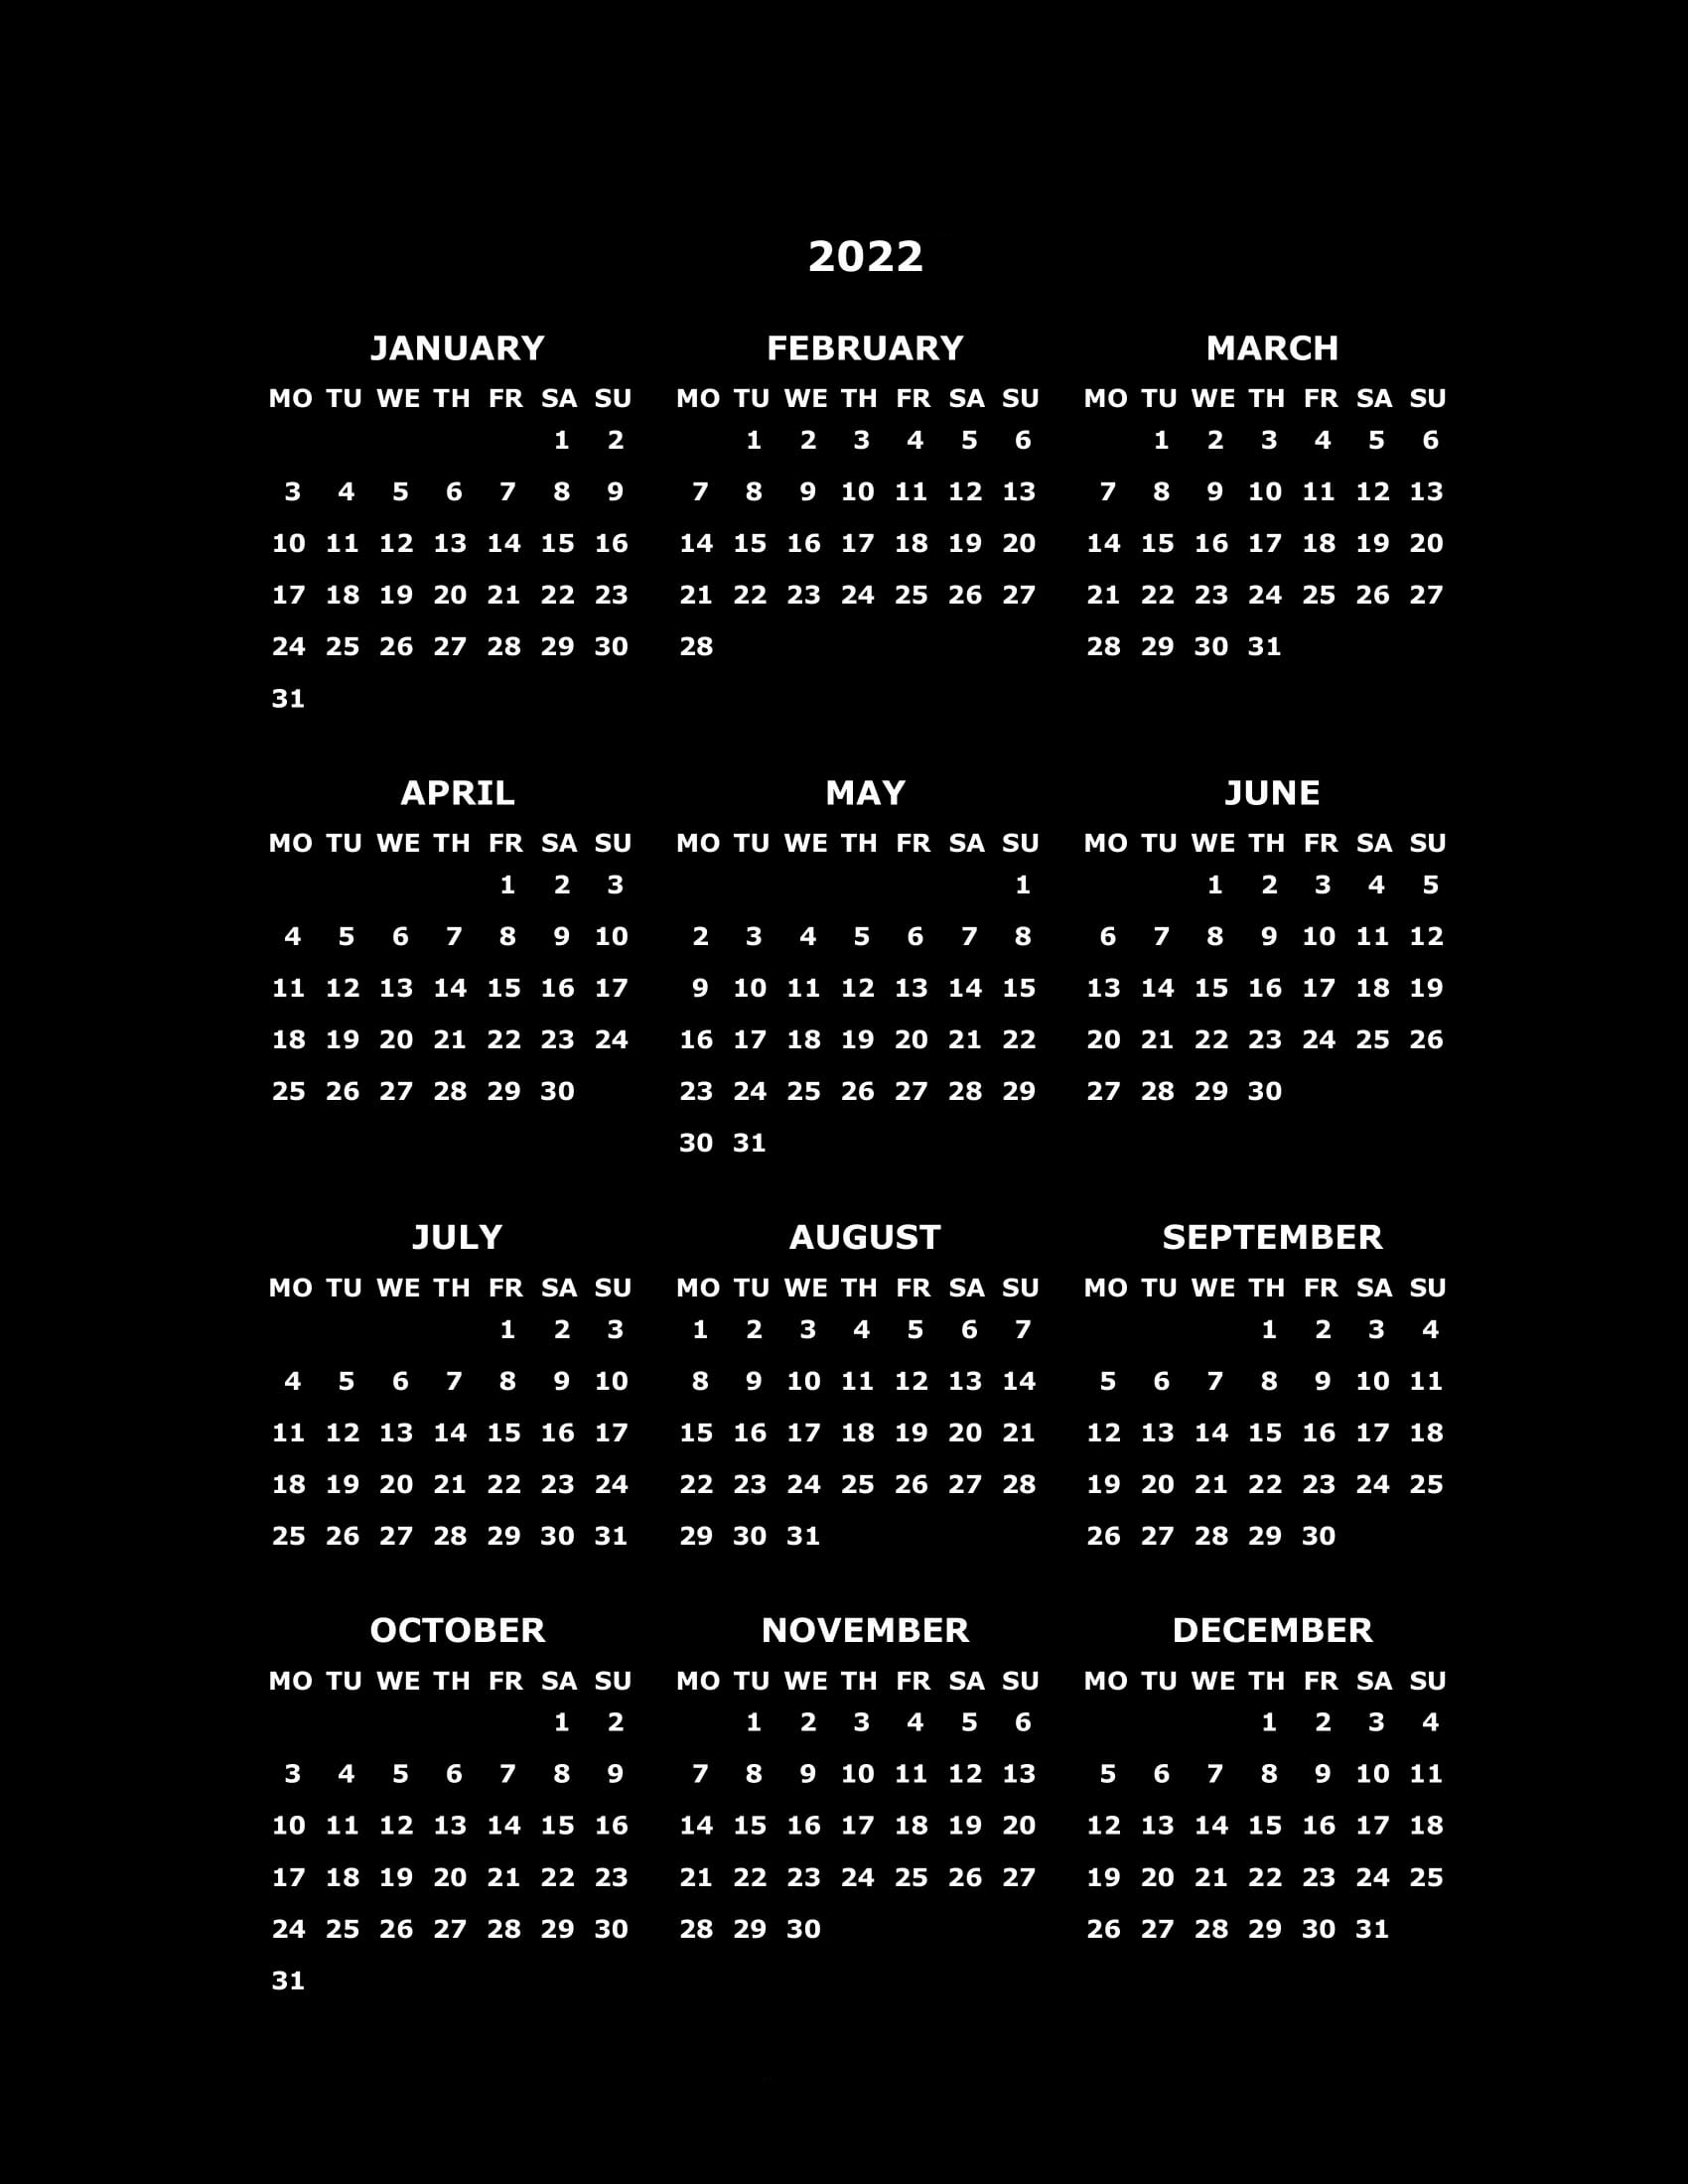 2022
JANUARY FEBRUARY MARCH
MO TU WE TH FR SA SU MO TU WE TH FR SA SU MO TU WE TH FR SA SU
1 2 1 2 3 4 5 6 1 2 3 4 5 6
3 4 5 6 7 8 9 7 8 9 10 11 12 13 7 8 9 10 11 12 13
10 11 12 13 14 15 16 14 15 16 17 18 19 20 14 15 16 17 18 19 20
17 18 19 20 21 22 23 21 22 23 24 25 26 27 21 22 23 24 25 26 27
24 25 26 27 28 29 30 28 28 29 30 31
31
APRIL MAY JUNE
MO TU WE TH FR SA SU MO TU WE TH FR SA SU MO TU WE TH FR SA SU
1 2 3 1 1 2 3 4 5
4 5 6 7 8 9 10 2 3 4 5 6 7 8 6 7 8 9 10 11 12
11 12 13 14 15 16 17 9 10 11 12 13 14 15 13 14 15 16 17 18 19
18 19 20 21 22 23 24 16 17 18 19 20 21 22 20 21 22 23 24 25 26
25 26 27 28 29 30 23 24 25 26 27 28 29 27 28 29 30
30 31
JULY AUGUST SEPTEMBER
MO TU WE TH FR SA SU MO TU WE TH FR SA SU MO TU WE TH FR SA SU
1 2 3 1 2 3 4 5 6 7 1 2 3 4
4 5 6 7 8 9 10 8 9 10 11 12 13 14 5 6 7 8 9 10 11
11 12 13 14 15 16 17 15 16 17 18 19 20 21 12 13 14 15 16 17 18
18 19 20 21 22 23 24 22 23 24 25 26 27 28 19 20 21 22 23 24 25
25 26 27 28 29 30 31 29 30 31 26 27 28 29 30
OCTOBER NOVEMBER DECEMBER
MO TU WE TH FR SA SU MO TU WE TH FR SA SU MO TU WE TH FR SA SU
1 2 1 2 3 4 5 6 1 2 3 4
3 4 5 6 7 8 9 7 8 9 10 11 12 13 5 6 7 8 9 10 11
10 11 12 13 14 15 16 14 15 16 17 18 19 20 12 13 14 15 16 17 18
17 18 19 20 21 22 23 21 22 23 24 25 26 27 19 20 21 22 23 24 25
24 25 26 27 28 29 30 28 29 30 26 27 28 29 30 31
31